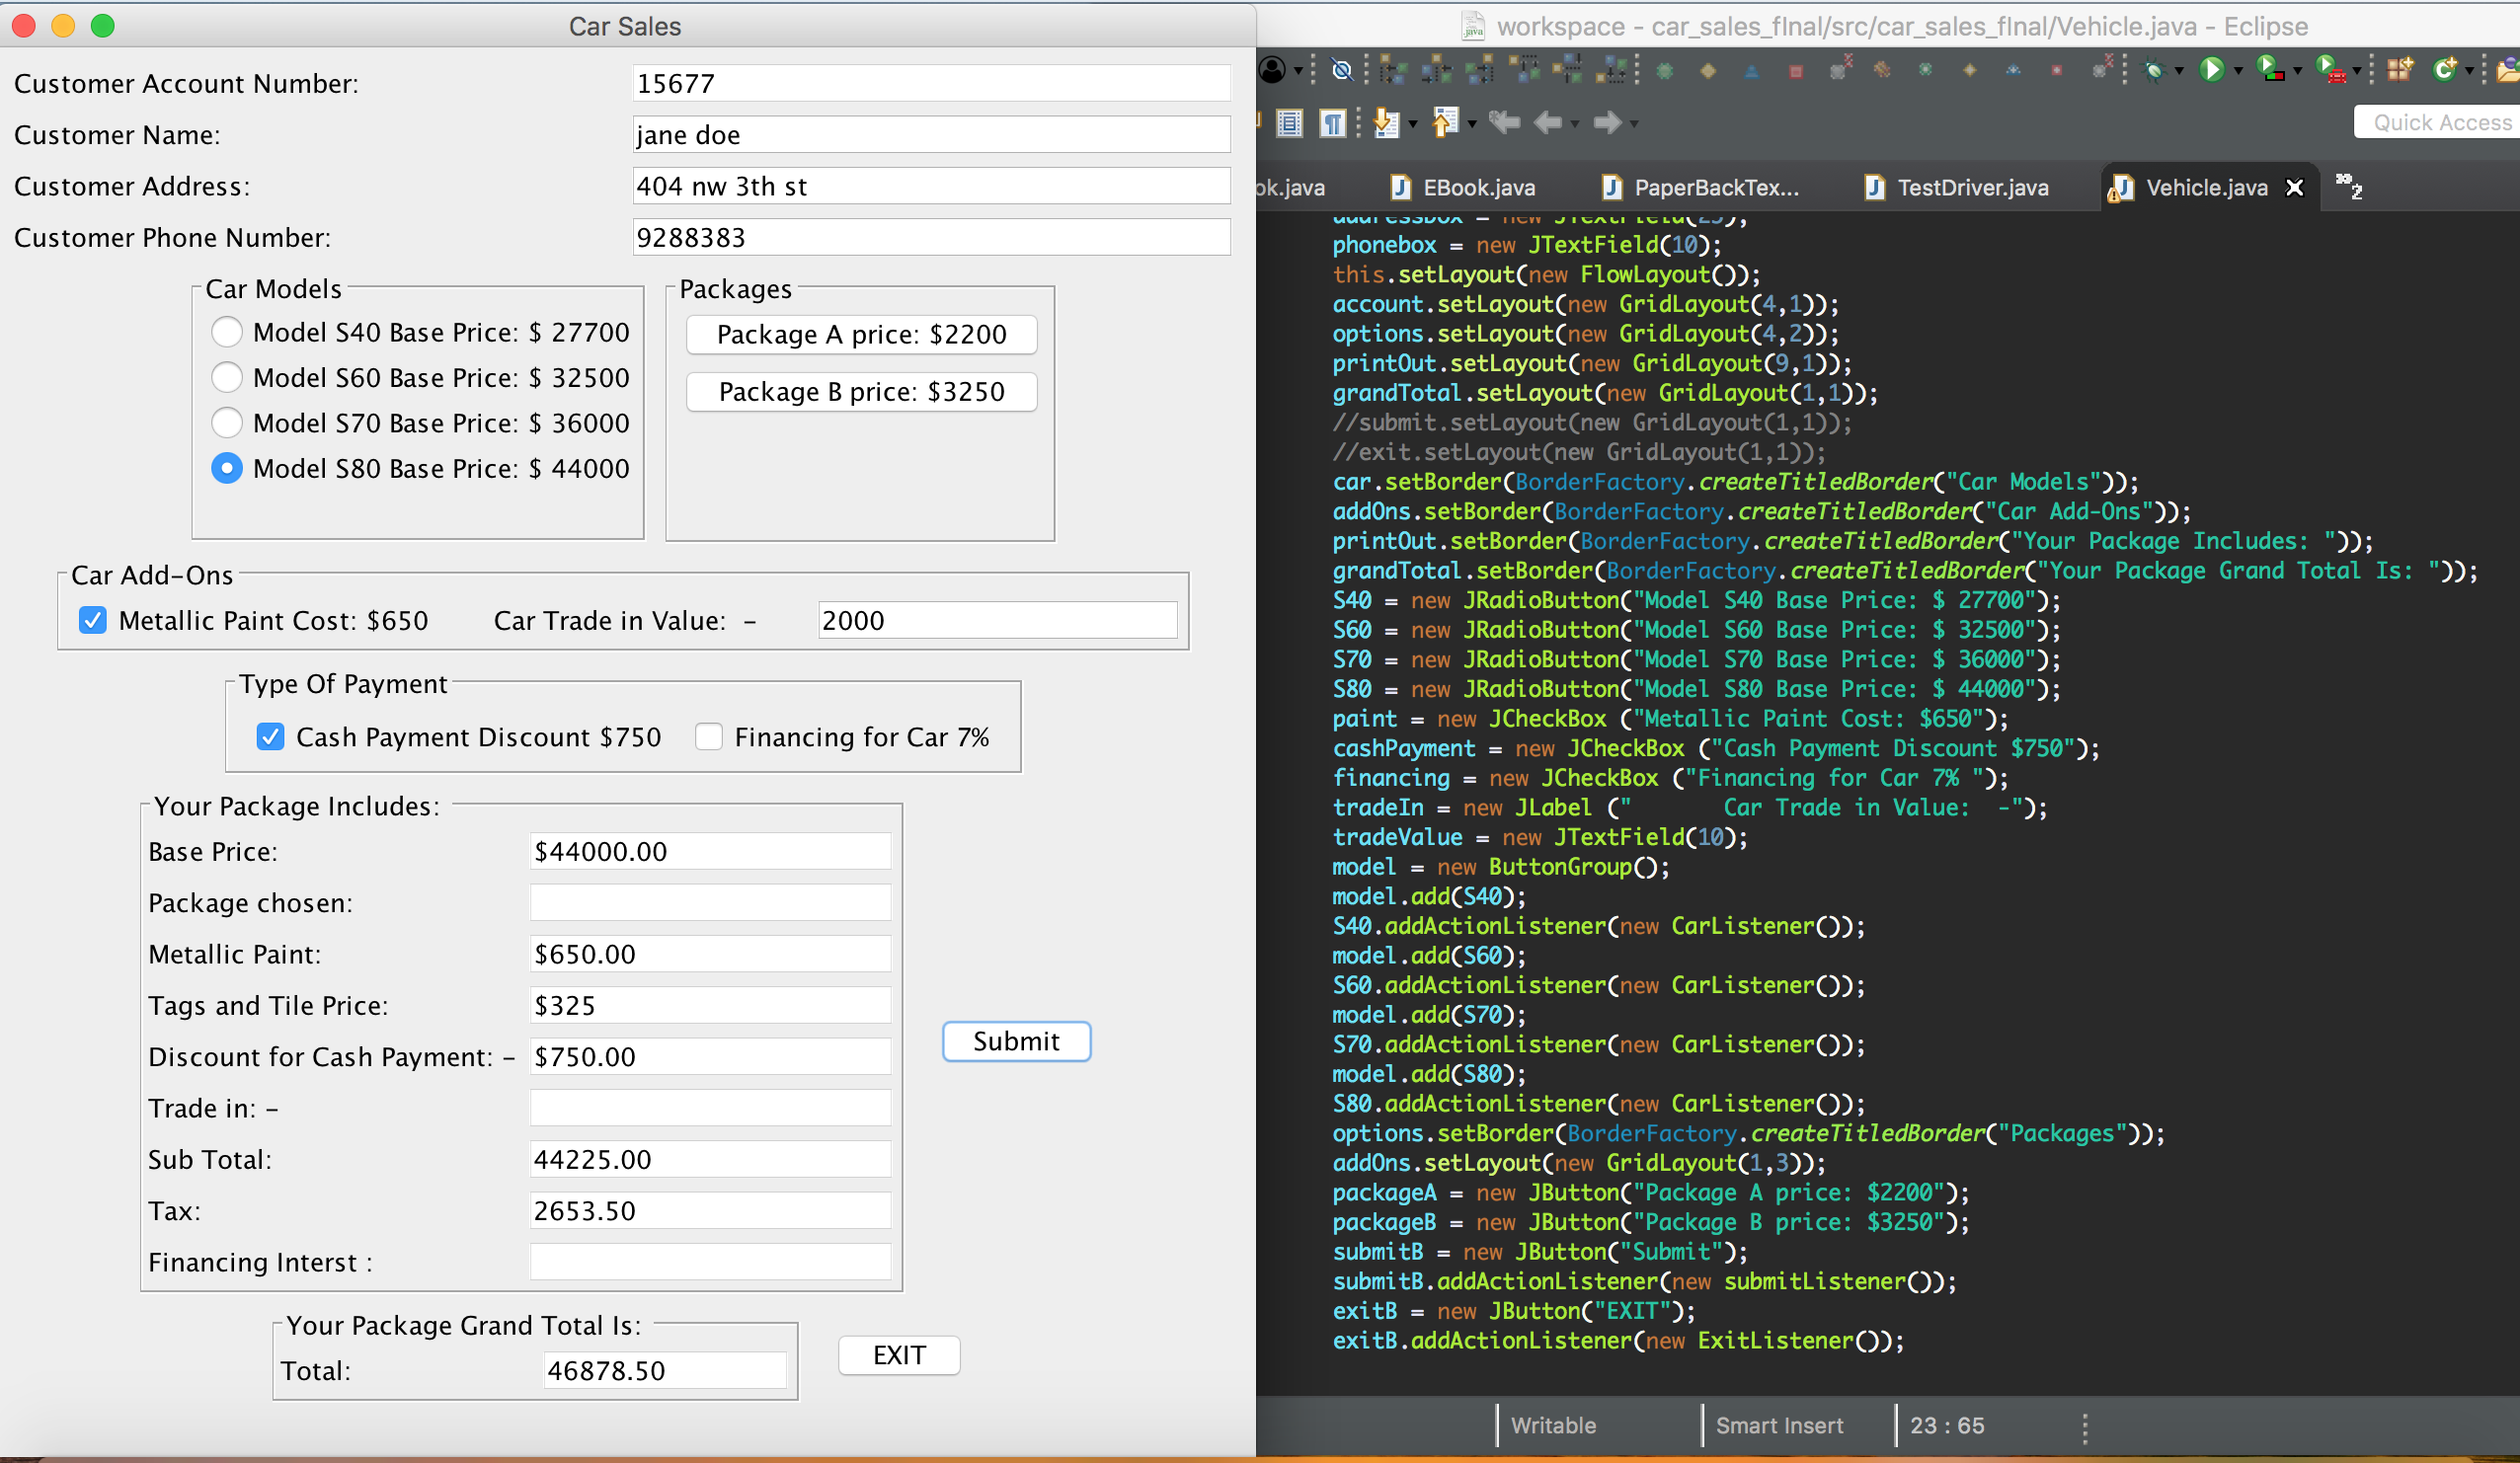 Car Sales
Customer Account Number: 15677
Customer Name: jane doe
Customer Address: 404 nw 3th st
Customer Phone Number: 9288383
Car Models
Model S40 Base Price: $ 27700
Model S60 Base Price: $ 32500
Model S70 Base Price: $ 36000
Model S80 Base Price: $ 44000
Packages
Package A price: $2200
Package B price: $3250
Car Add-Ons
Metallic Paint Cost: $650 Car Trade in Value: - 2000
Type Of Payment
Cash Payment Discount $750 Financing for Car 7%
Your Package Includes:
Base Price: $44000.00
Package chosen:
Metallic Paint: $650.00
Tags and Tile Price: $325
Discount for Cash Payment: - $750.00
Trade in: -
Sub Total: 44225.00
Tax: 2653.50
Financing Interst :
Submit
Your Package Grand Total Is:
Total: 46878.50
EXIT
workspace - car_sales_fInal/src/car_sales_fInal/Vehicle.java - Eclipse
Quick Access
ok.java EBook.java PaperBackTex... TestDriver.java Vehicle.java 2
addressbox = new JTextField(25);
phonebox = new JTextField(10);
this.setLayout(new FlowLayout());
account.setLayout(new GridLayout(4,1));
options.setLayout(new GridLayout(4,2));
printOut.setLayout(new GridLayout(9,1));
grandTotal.setLayout(new GridLayout(1,1));
//submit.setLayout(new GridLayout(1,1));
//exit.setLayout(new GridLayout(1,1));
car.setBorder(BorderFactory.createTitledBorder("Car Models"));
addOns.setBorder(BorderFactory.createTitledBorder("Car Add-Ons"));
printOut.setBorder(BorderFactory.createTitledBorder("Your Package Includes: "));
grandTotal.setBorder(BorderFactory.createTitledBorder("Your Package Grand Total Is: "));
S40 = new JRadioButton("Model S40 Base Price: $ 27700");
S60 = new JRadioButton("Model S60 Base Price: $ 32500");
S70 = new JRadioButton("Model S70 Base Price: $ 36000");
S80 = new JRadioButton("Model S80 Base Price: $ 44000");
paint = new JCheckBox ("Metallic Paint Cost: $650");
cashPayment = new JCheckBox ("Cash Payment Discount $750");
financing = new JCheckBox ("Financing for Car 7% ");
tradeIn = new JLabel ("       Car Trade in Value:  -");
tradeValue = new JTextField(10);
model = new ButtonGroup();
model.add(S40);
S40.addActionListener(new CarListener());
model.add(S60);
S60.addActionListener(new CarListener());
model.add(S70);
S70.addActionListener(new CarListener());
model.add(S80);
S80.addActionListener(new CarListener());
options.setBorder(BorderFactory.createTitledBorder("Packages"));
addOns.setLayout(new GridLayout(1,3));
packageA = new JButton("Package A price: $2200");
packageB = new JButton("Package B price: $3250");
submitB = new JButton("Submit");
submitB.addActionListener(new submitListener());
exitB = new JButton("EXIT");
exitB.addActionListener(new ExitListener());
Writable Smart Insert 23 : 65